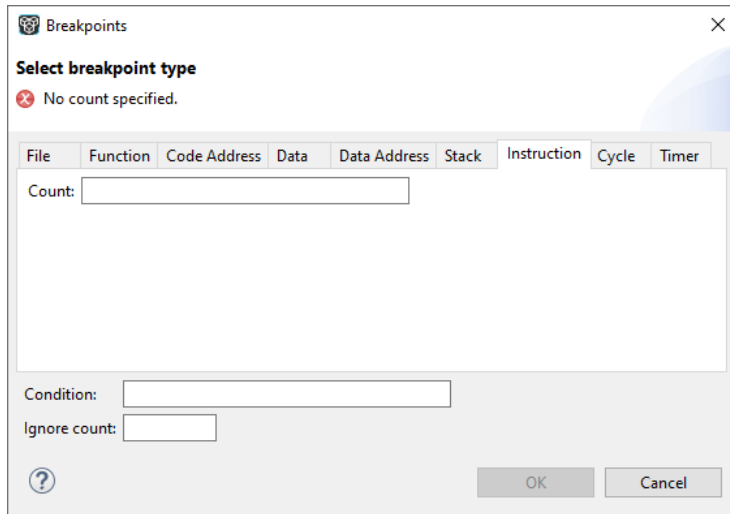 Breakpoints
Select breakpoint type
No count specified.
File Function Code Address Data Data Address Stack Instruction Cycle Timer
Count:
Condition:
Ignore count:
? OK Cancel